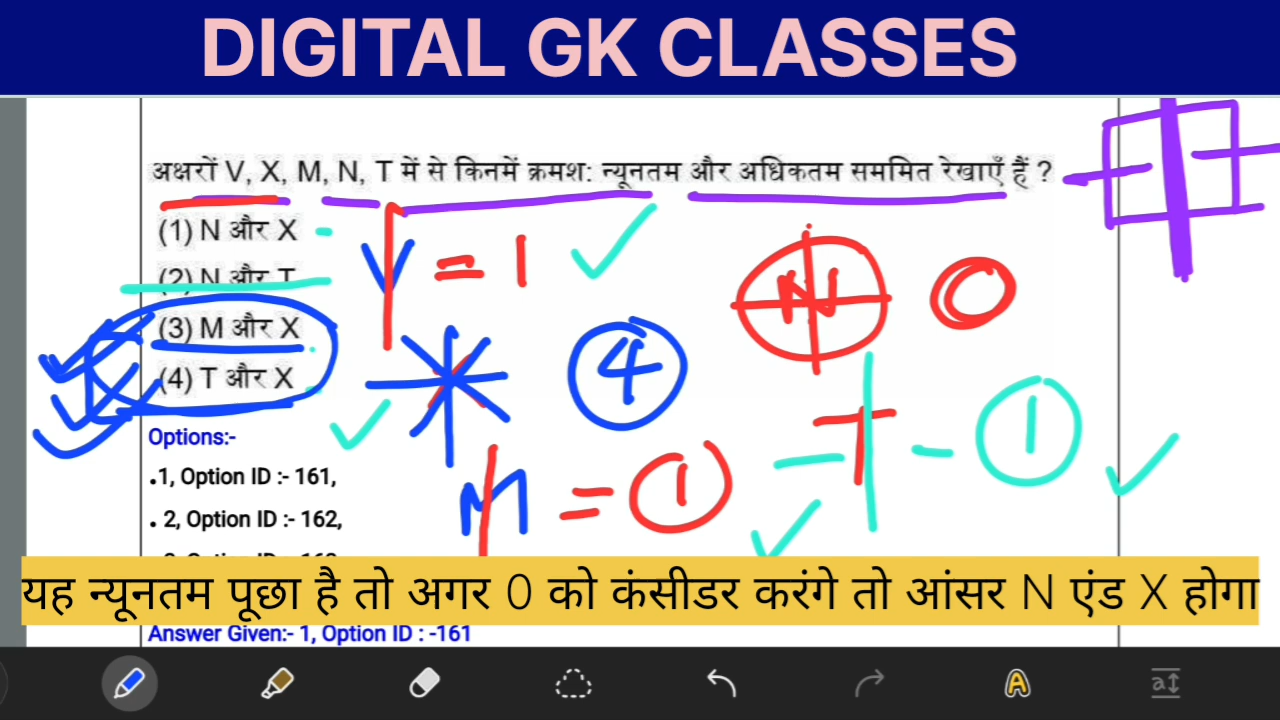 DIGITAL GK CLASSES
अक्षरों V, X, M, N, T में से किनमें क्रमश: न्यूनतम और अधिकतम सममित रेखाएँ हैं ?
(1) N और X
V = 1
N 0
(2) N और T
(3) M और X
4
(4) T और X
T - 1
Options:-
.1, Option ID :- 161,
M = 1
. 2, Option ID :- 162,
यह न्यूनतम पूछा है तो अगर 0 को कंसीडर करंगे तो आंसर N एंड X होगा
Answer Given:- 1, Option ID : -161
A
a